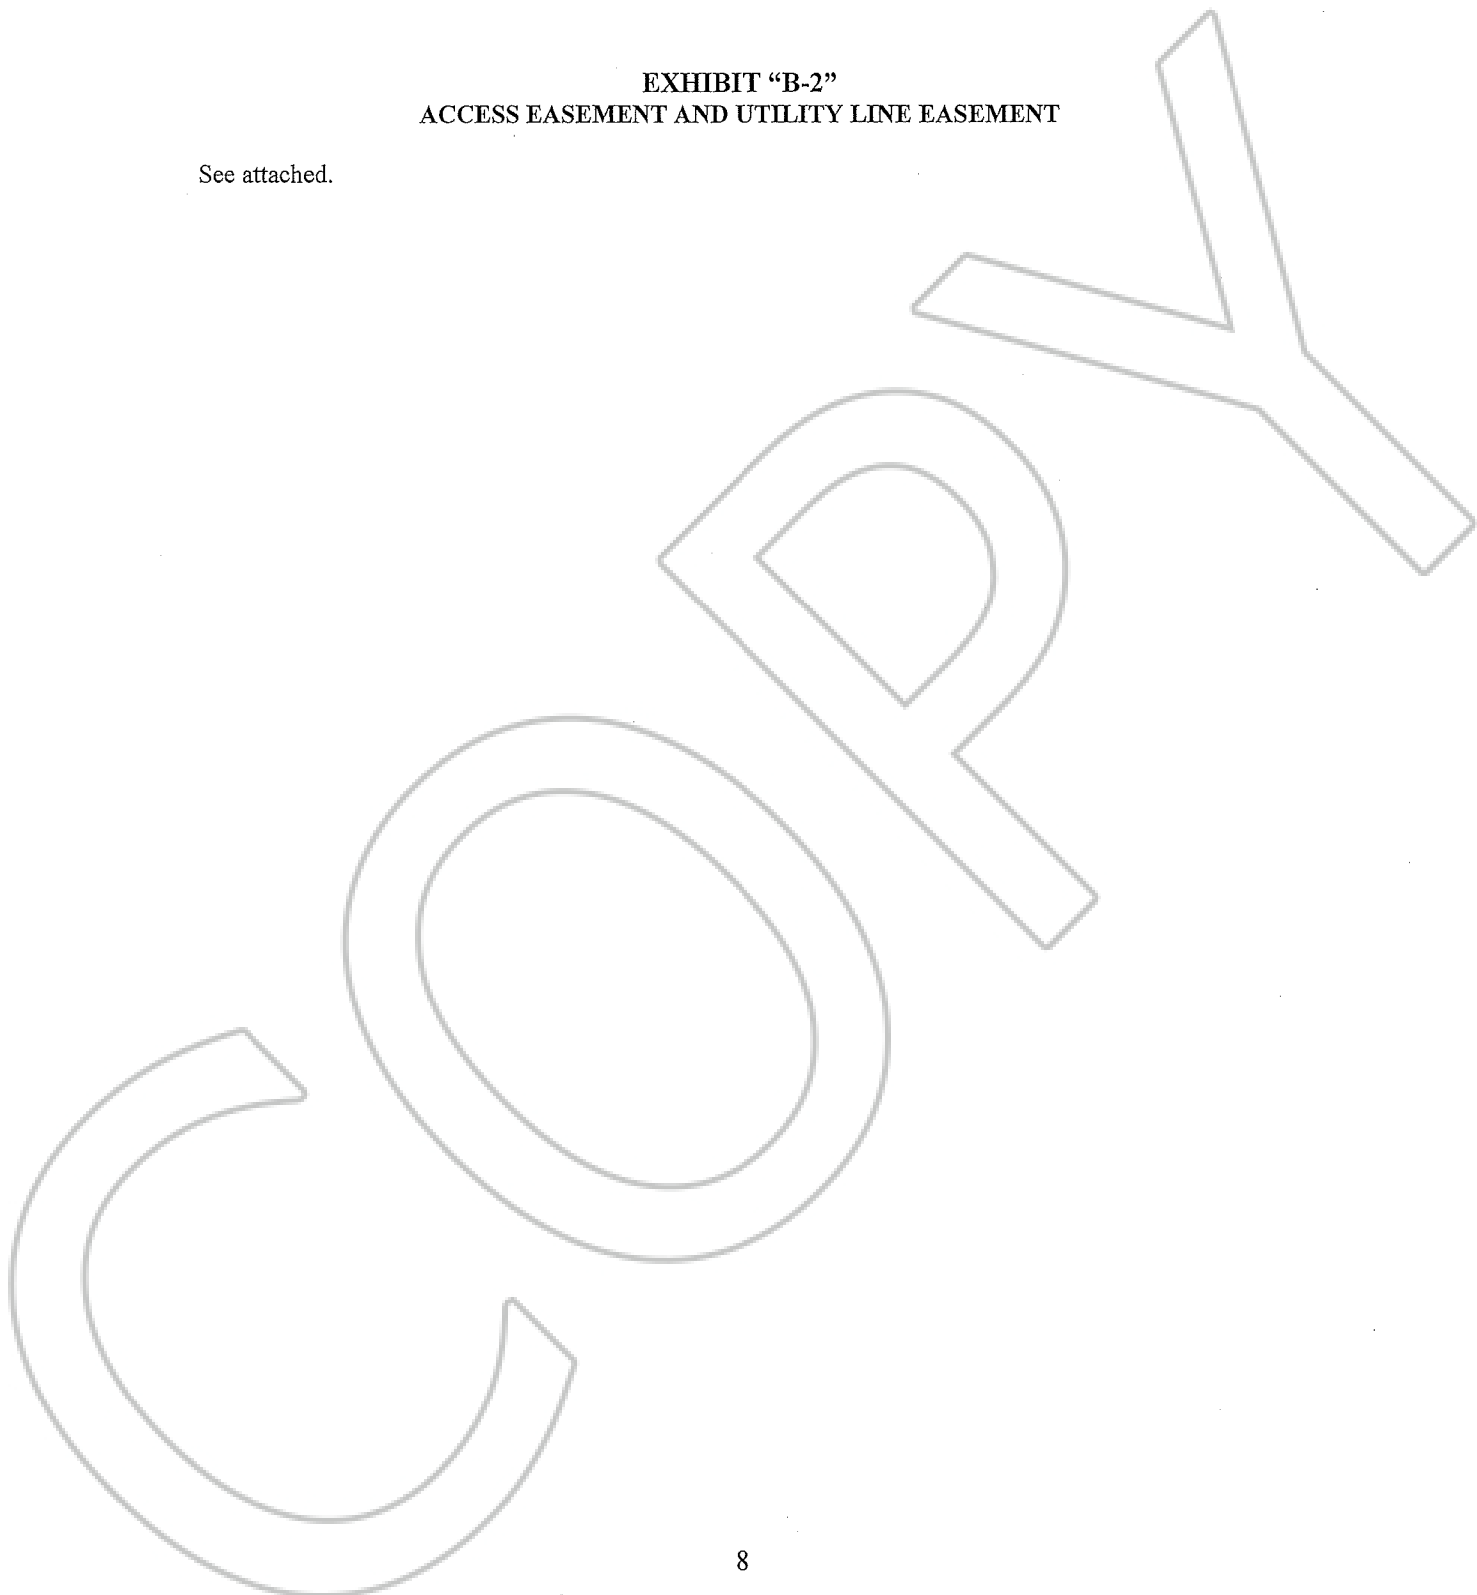 EXHIBIT “B-2”
ACCESS EASEMENT AND UTILITY LINE EASEMENT
See attached.
COPY
8